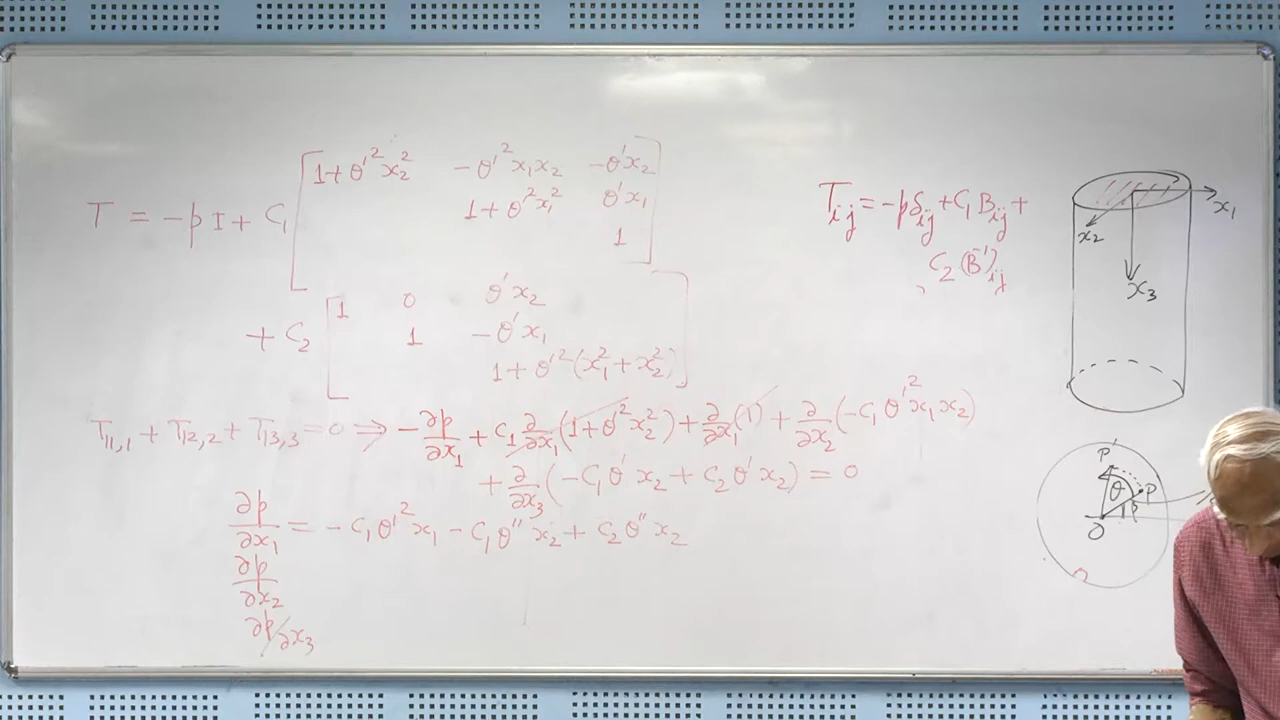 1+θ'²x₂² -θ'²x₁x₂ -θ'x₂
T = -p I + C₁ 1+θ'²x₁² θ'x₁
1
1 0 θ'x₂
+ C₂ 1 -θ'x₁
1+θ'²(x₁²+x₂²)
T₁₁,₁ + T₁₂,₂ + T₁₃,₃ = 0 ⇒ -∂p/∂x₁ + C₁ ∂/∂x₁(1+θ'²x₂²) + ∂/∂x₁(1) + ∂/∂x₂(-C₁θ'²x₁x₂)
+ ∂/∂x₃(-C₁θ'x₂ + C₂θ'x₂) = 0
∂p/∂x₁ = -C₁θ'²x₁ - C₁θ''x₂ + C₂θ''x₂
∂p/∂x₂
∂p/∂x₃
Tᵢⱼ = -pδᵢⱼ + C₁Bᵢⱼ +
C₂(B⁻¹)ᵢⱼ
x₁
x₂
x₃
P'
θ P
O